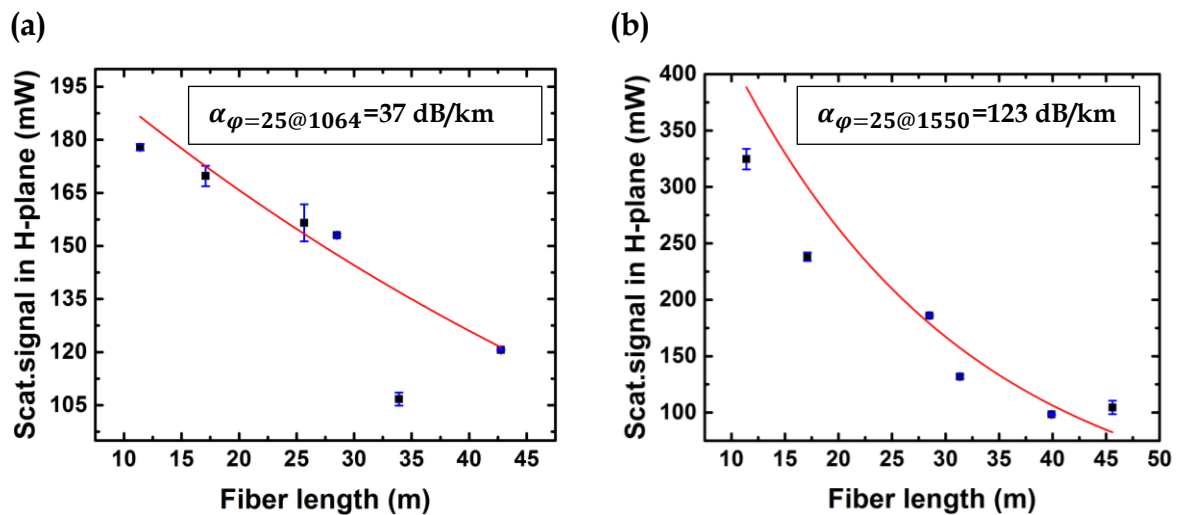 (a)
Scat.signal in H-plane (mW)
195
180
165
150
135
120
105
α_φ=25@1064=37 dB/km
10 15 20 25 30 35 40 45
Fiber length (m)
(b)
Scat.signal in H-plane (mW)
400
350
300
250
200
150
100
α_φ=25@1550=123 dB/km
10 15 20 25 30 35 40 45 50
Fiber length (m)